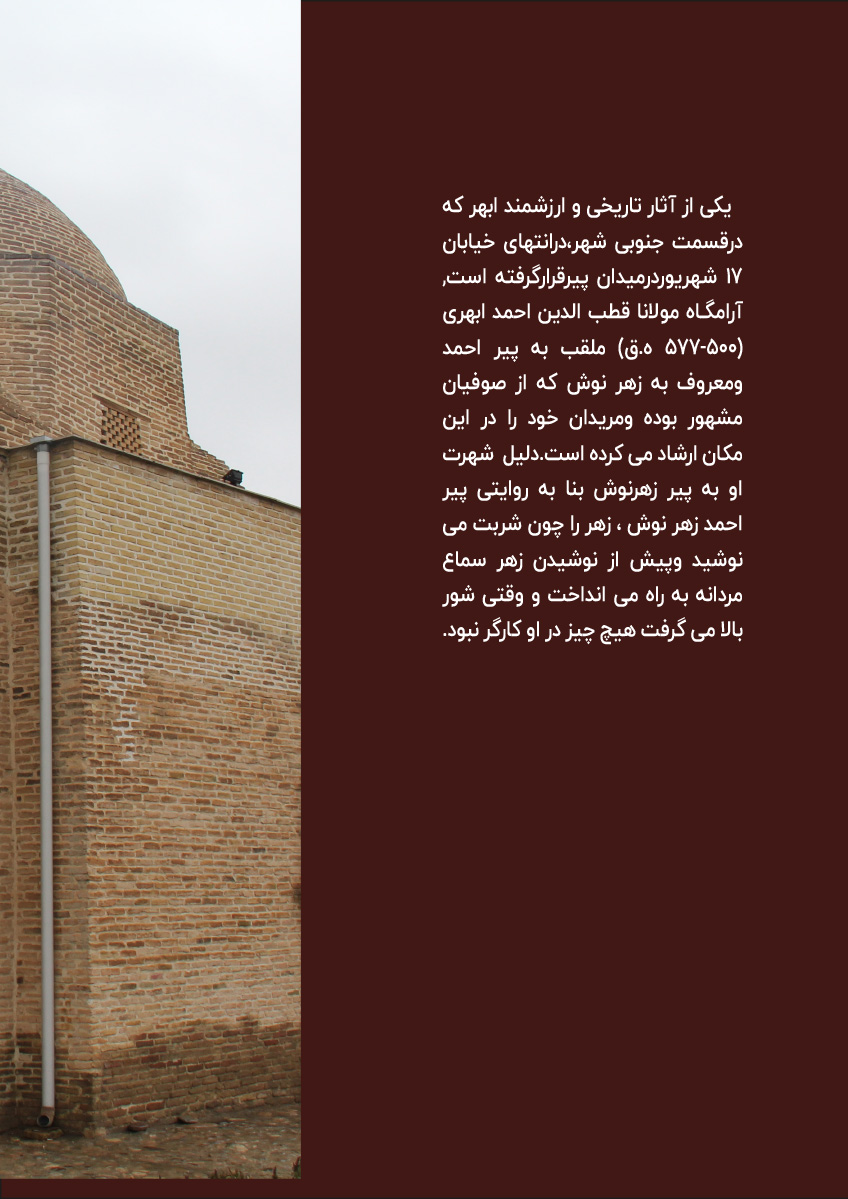 یکی از آثار تاریخی و ارزشمند ابهر که
درقسمت جنوبی شهر،درانتهای خیابان
۱۷ شهریوردرمیدان پیرقرارگرفته است,
آرامگاه مولانا قطب الدین احمد ابهری
(۵۰۰-۵۷۷ ه.ق) ملقب به پیر احمد
ومعروف به زهر نوش که از صوفیان
مشهور بوده ومریدان خود را در این
مکان ارشاد می کرده است.دلیل شهرت
او به پیر زهرنوش بنا به روایتی پیر
احمد زهر نوش ، زهر را چون شربت می
نوشید وپیش از نوشیدن زهر سماع
مردانه به راه می انداخت و وقتی شور
بالا می گرفت هیچ چیز در او کارگر نبود.